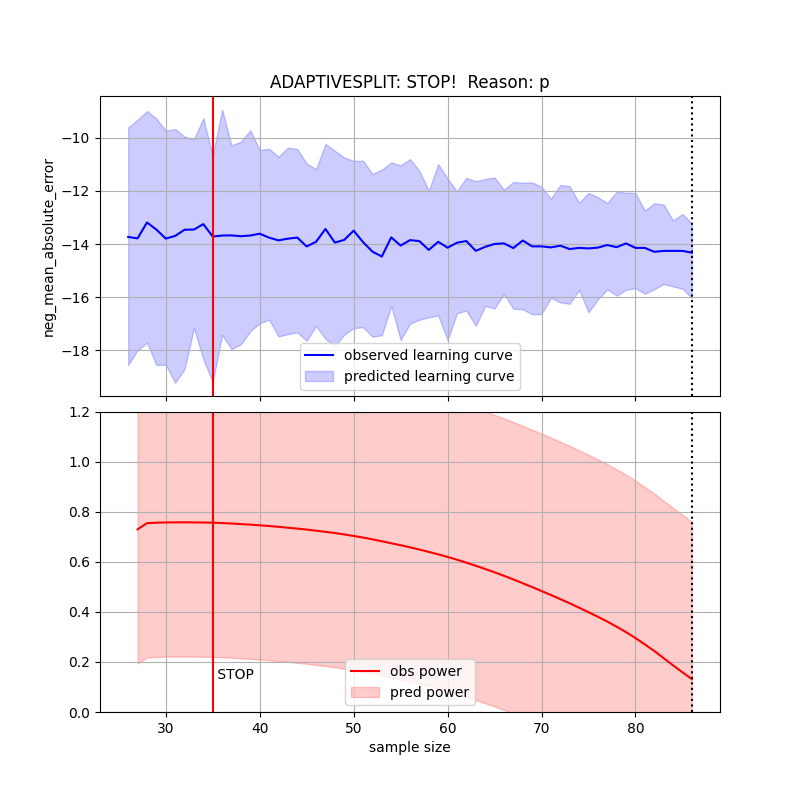 ADAPTIVESPLIT: STOP!  Reason: p
−10
−12
−14
−16
−18
neg_mean_absolute_error
observed learning curve
predicted learning curve
1.2
1.0
0.8
0.6
0.4
0.2
0.0
STOP
obs power
pred power
30 40 50 60 70 80
sample size